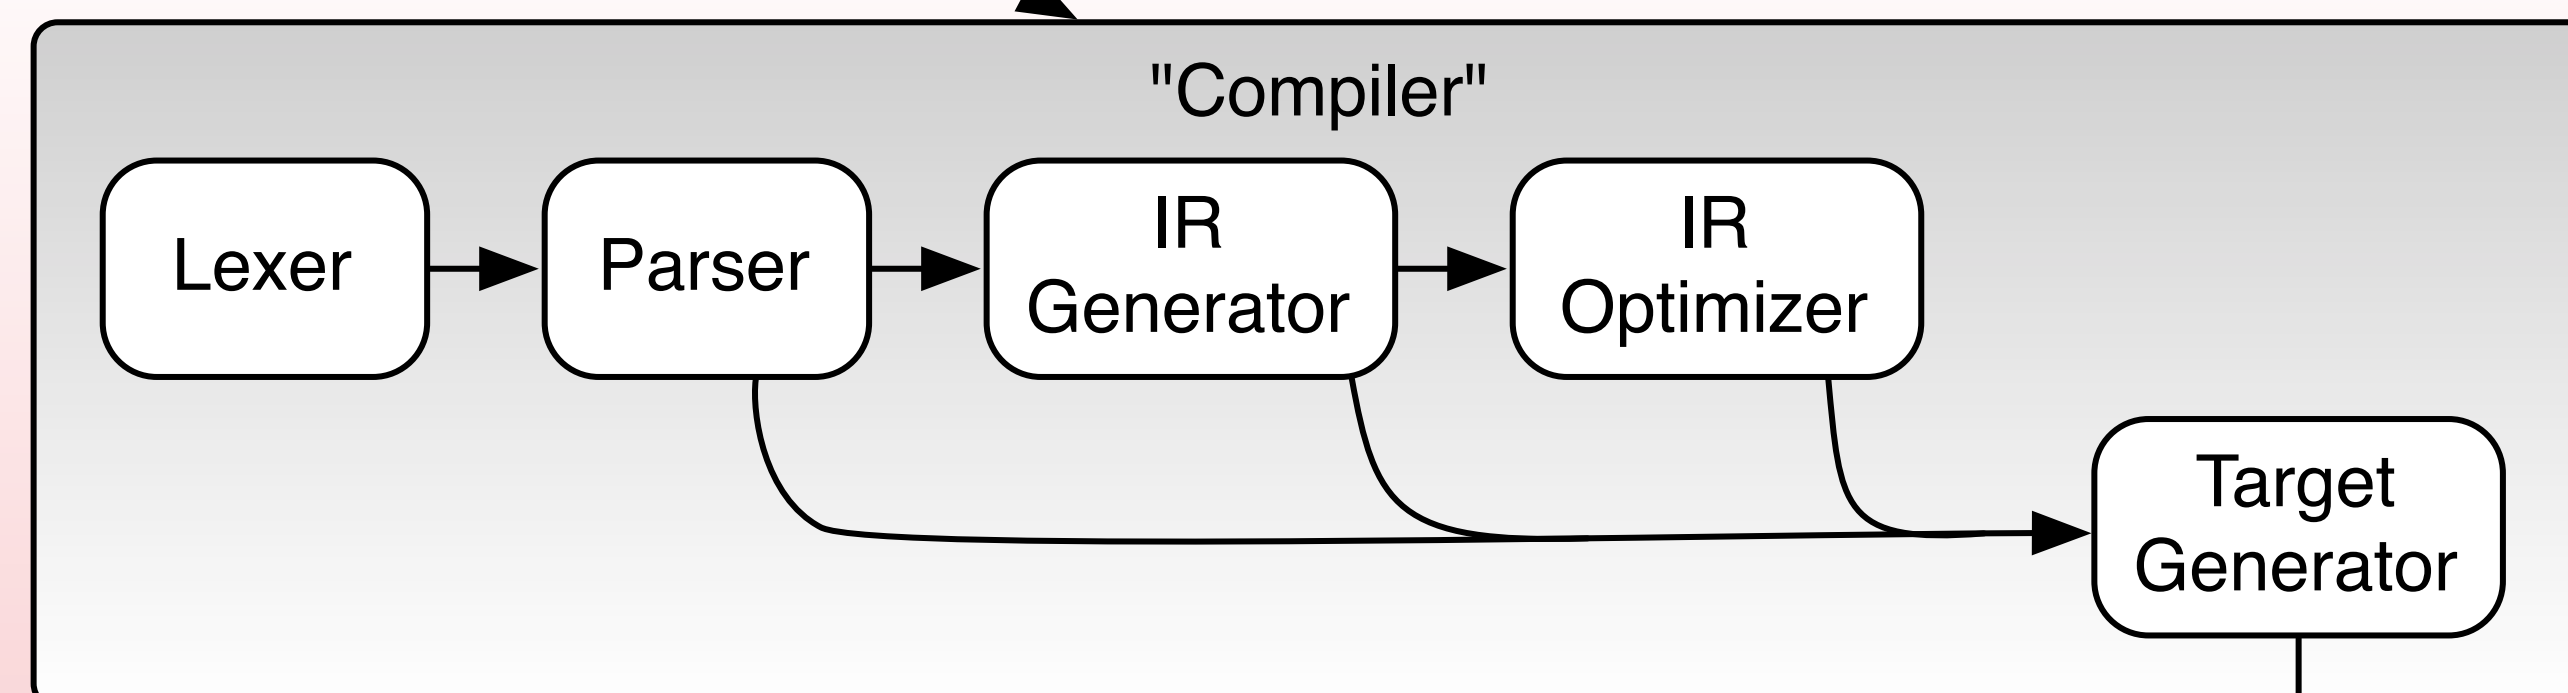 "Compiler"
Lexer
Parser
IR
Generator
IR
Optimizer
Target
Generator